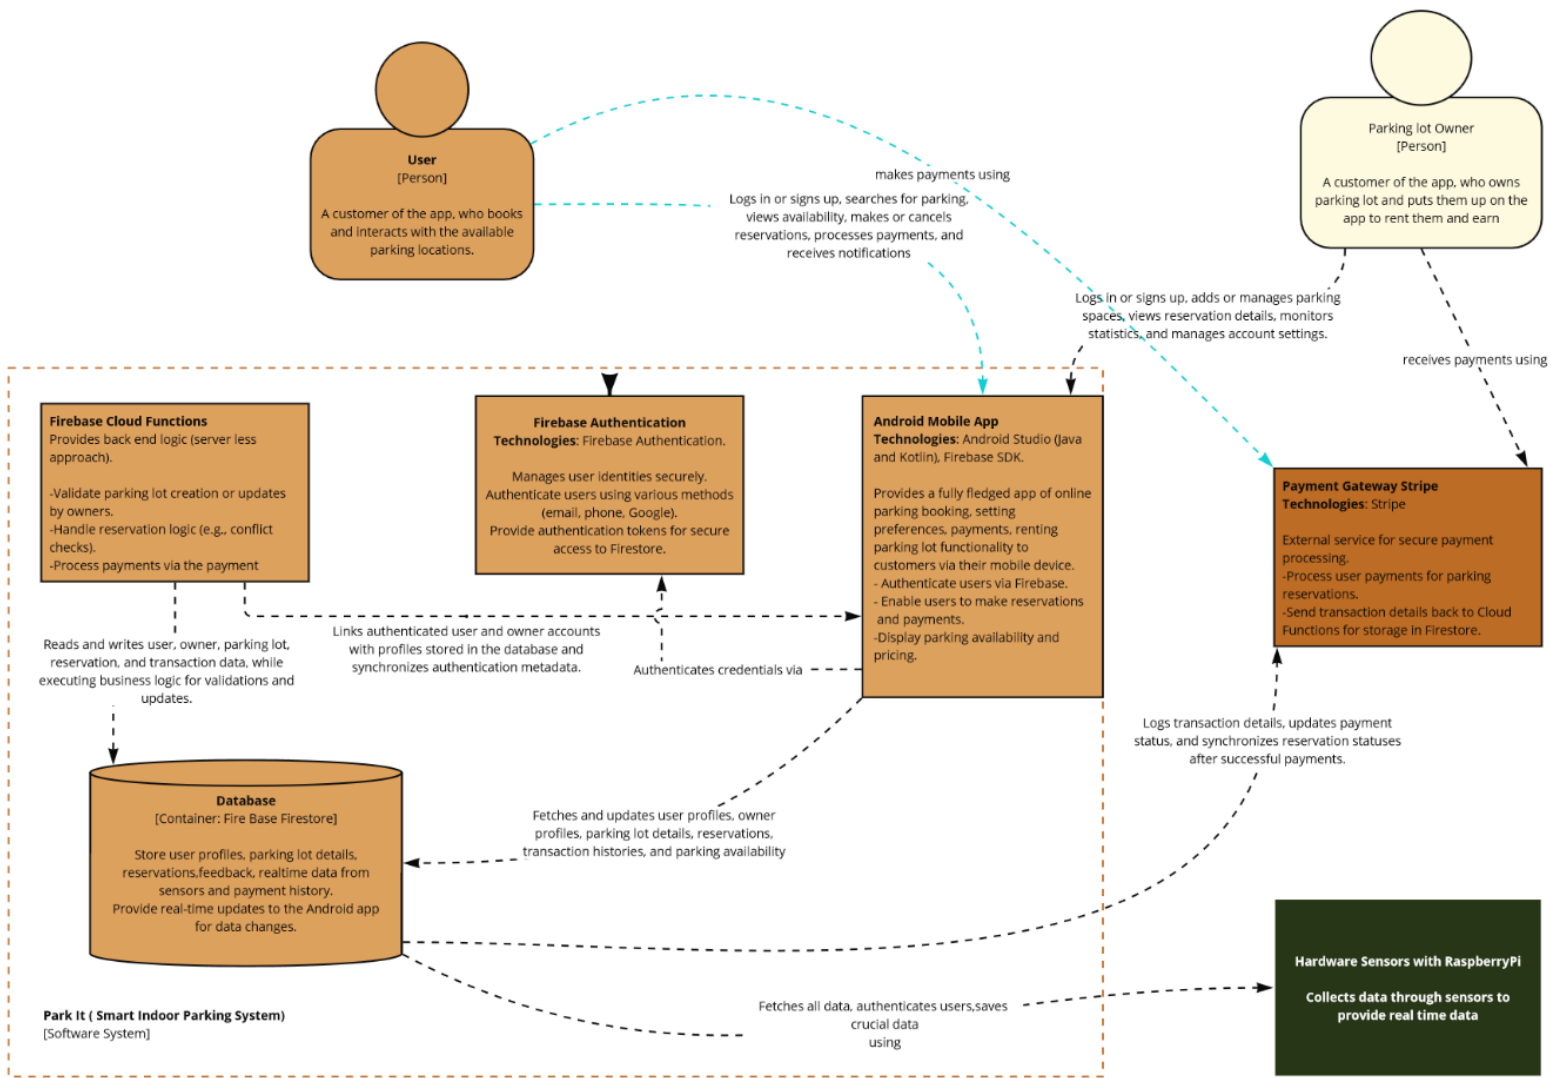 User
[Person]
A customer of the app, who books
and interacts with the available
parking locations.
Parking lot Owner
[Person]
A customer of the app, who owns
parking lot and puts them up on the
app to rent them and earn
makes payments using
Logs in or signs up, searches for parking,
views availability, makes or cancels
reservations, processes payments, and
receives notifications
Logs in or signs up, adds or manages parking
spaces, views reservation details, monitors
statistics, and manages account settings.
receives payments using
Firebase Cloud Functions
Provides back end logic (server less
approach).
-Validate parking lot creation or updates
by owners.
-Handle reservation logic (e.g., conflict
checks).
-Process payments via the payment
Firebase Authentication
Technologies: Firebase Authentication.
Manages user identities securely.
Authenticate users using various methods
(email, phone, Google).
Provide authentication tokens for secure
access to Firestore.
Android Mobile App
Technologies: Android Studio (Java
and Kotlin), Firebase SDK.
Provides a fully fledged app of online
parking booking, setting
preferences, payments, renting
parking lot functionality to
customers via their mobile device.
- Authenticate users via Firebase.
- Enable users to make reservations
and payments.
-Display parking availability and
pricing.
Payment Gateway Stripe
Technologies: Stripe
External service for secure payment
processing.
-Process user payments for parking
reservations.
-Send transaction details back to Cloud
Functions for storage in Firestore.
Reads and writes user, owner, parking lot,
reservation, and transaction data, while
executing business logic for validations and
updates.
Links authenticated user and owner accounts
with profiles stored in the database and
synchronizes authentication metadata.
Authenticates credentials via
Logs transaction details, updates payment
status, and synchronizes reservation statuses
after successful payments.
Database
[Container: Fire Base Firestore]
Store user profiles, parking lot details,
reservations,feedback, realtime data from
sensors and payment history.
Provide real-time updates to the Android app
for data changes.
Fetches and updates user profiles, owner
profiles, parking lot details, reservations,
transaction histories, and parking availability
Hardware Sensors with RaspberryPi
Collects data through sensors to
provide real time data
Fetches all data, authenticates users,saves
crucial data
using
Park It ( Smart Indoor Parking System)
[Software System]